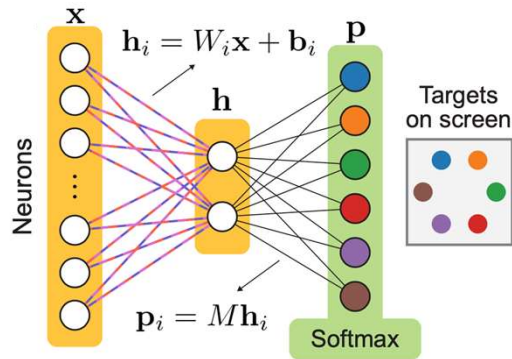 x
h_i = W_i x + b_i
p
h
Targets
on screen
Neurons
...
p_i = M h_i
Softmax